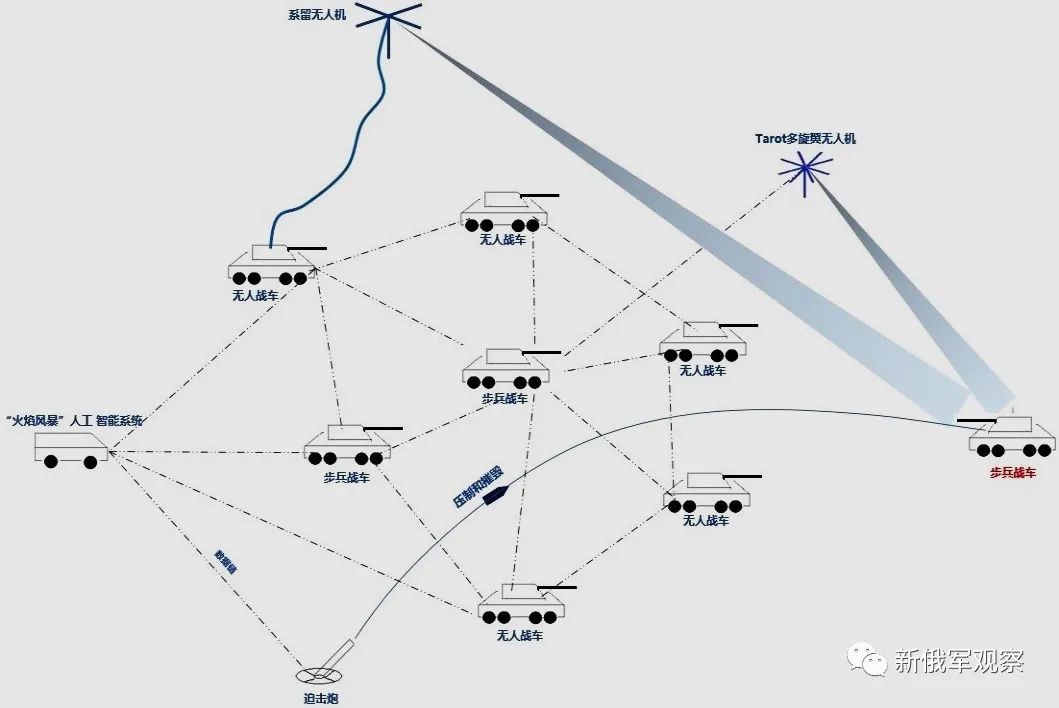 系留无人机
Tarot多旋翼无人机
无人战车
无人战车
无人战车
步兵战车
“火焰风暴”人工 智能系统
步兵战车
压制和摧毁
步兵战车
无人战车
数据链
无人战车
迫击炮
新俄军观察